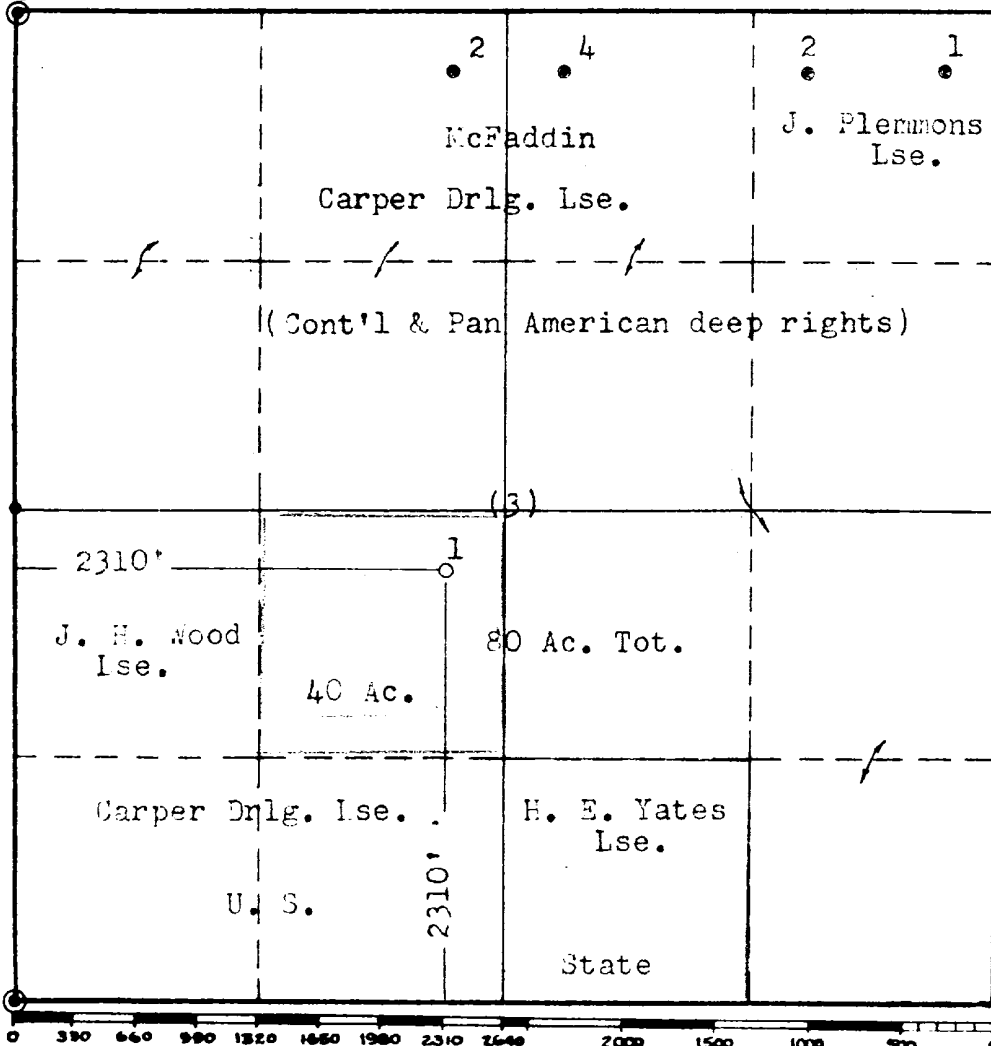 2 4 2 1
McFaddin
J. Plemmons
Lse.
Carper Drlg. Lse.
(Cont'l & Pan American deep rights)
(3)
2310'
1
J. H. Wood
Lse.
80 Ac. Tot.
40 Ac.
Carper Drlg. Lse.
H. E. Yates
Lse.
U. S.
2310'
State
0 330 660 990 1320 1650 1980 2310 2640 2000 1500 1000 500